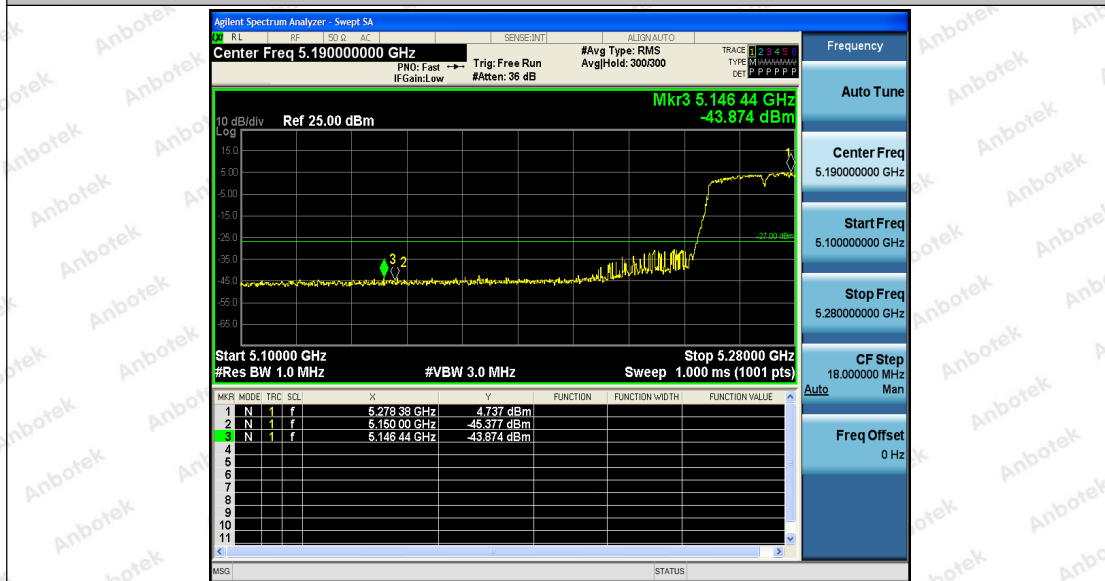 Agilent Spectrum Analyzer - Swept SA
LXI RL RF 50 Ω AC SENSE:INT ALIGNAUTO
Center Freq 5.190000000 GHz
PNO: Fast
IFGain:Low
Trig: Free Run
#Atten: 36 dB
#Avg Type: RMS
Avg|Hold: 300/300
TRACE 1 2 3 4 5 6
TYPE M
DET P P P P P P
Mkr3 5.146 44 GHz
-43.874 dBm
10 dB/div Ref 25.00 dBm
Log
15.0
5.00
-5.00
-15.0
-25.0
-35.0
-45.0
-55.0
-65.0
1
-27.00 dBm
3 2
Start 5.10000 GHz Stop 5.28000 GHz
#Res BW 1.0 MHz #VBW 3.0 MHz Sweep 1.000 ms (1001 pts)
MKR MODE TRC SCL X Y FUNCTION FUNCTION WIDTH FUNCTION VALUE
1 N 1 f 5.278 38 GHz 4.737 dBm
2 N 1 f 5.150 00 GHz -45.377 dBm
3 N 1 f 5.146 44 GHz -43.874 dBm
4
5
6
7
8
9
10
11
MSG STATUS
Frequency
Auto Tune
Center Freq
5.190000000 GHz
Start Freq
5.100000000 GHz
Stop Freq
5.280000000 GHz
CF Step
18.000000 MHz
Auto Man
Freq Offset
0 Hz
Anbotek